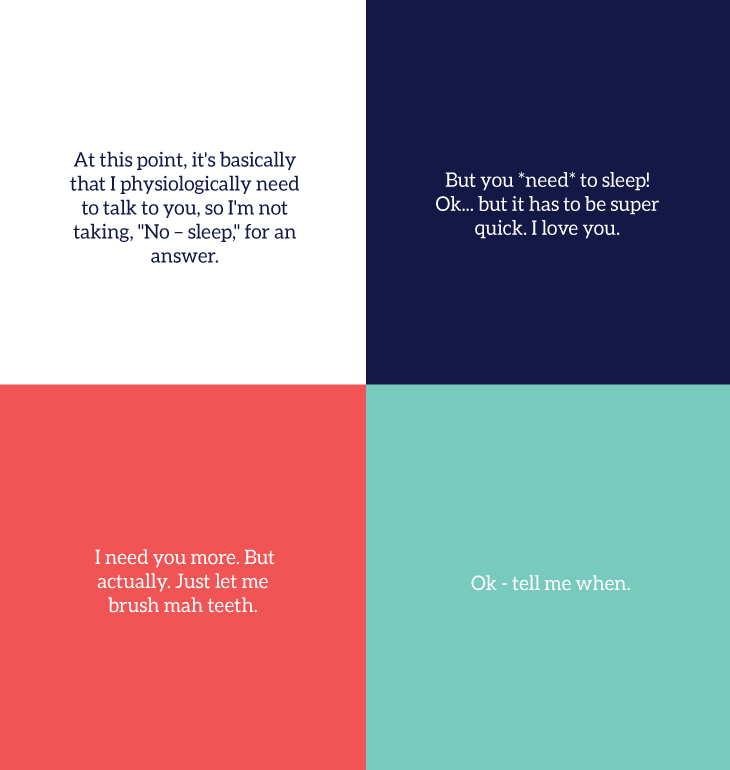 At this point, it's basically
that I physiologically need
to talk to you, so I'm not
taking, "No – sleep," for an
answer.
But you *need* to sleep!
Ok... but it has to be super
quick. I love you.
I need you more. But
actually. Just let me
brush mah teeth.
Ok - tell me when.